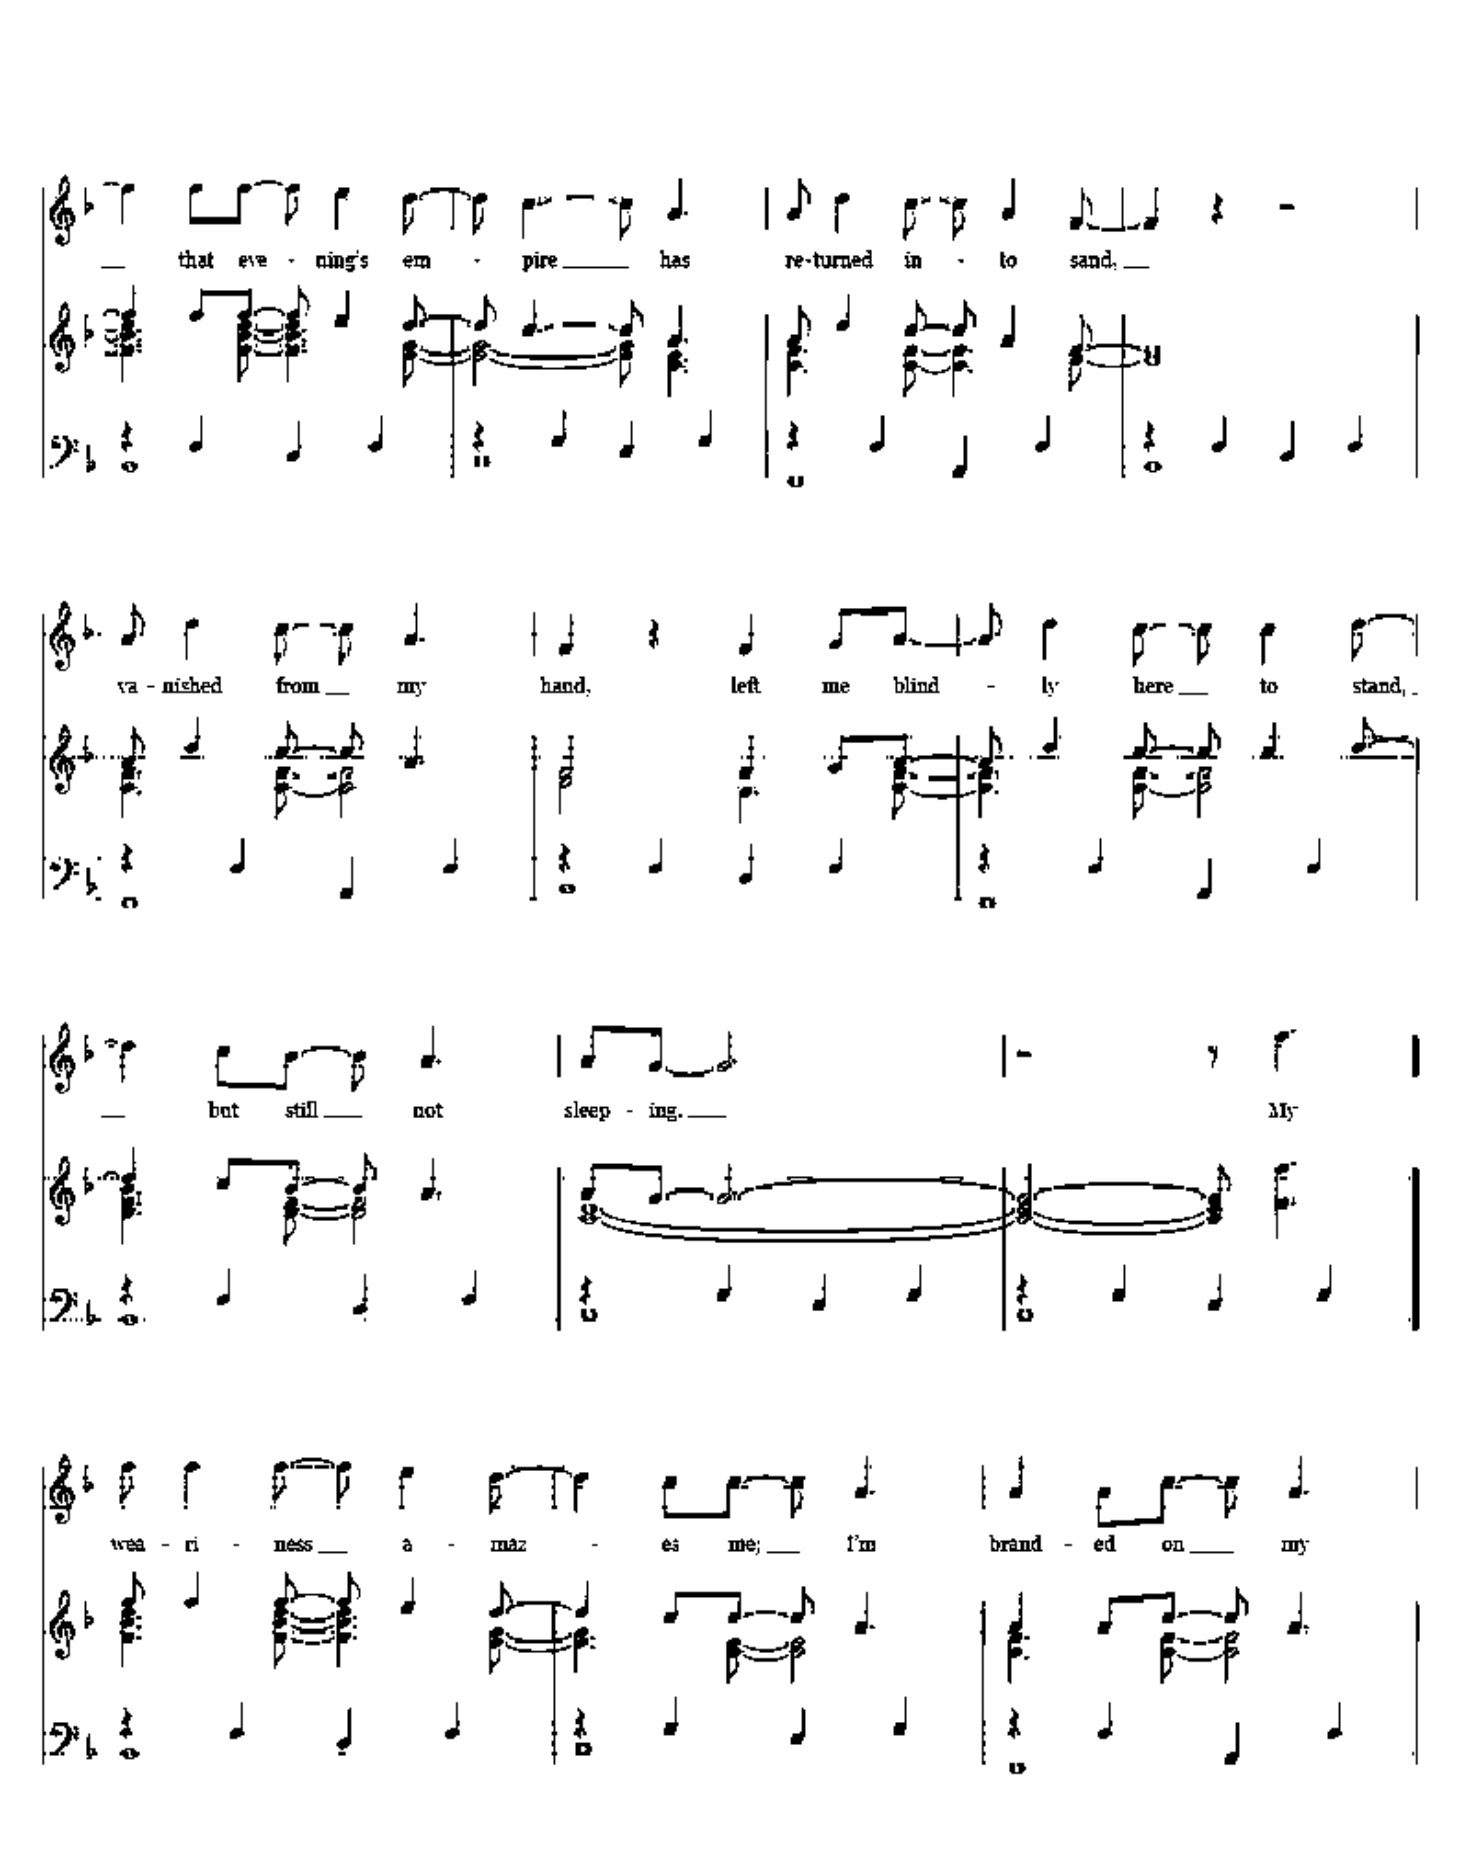 __ that eve - ning's em - pire ____ has re-turned in - to sand, __
va - nished from __ my hand, left me blind - ly here __ to stand, _
__ but still __ not sleep - ing. __ My
wea - ri - ness __ a - maz - es me; __ I'm brand - ed on __ my